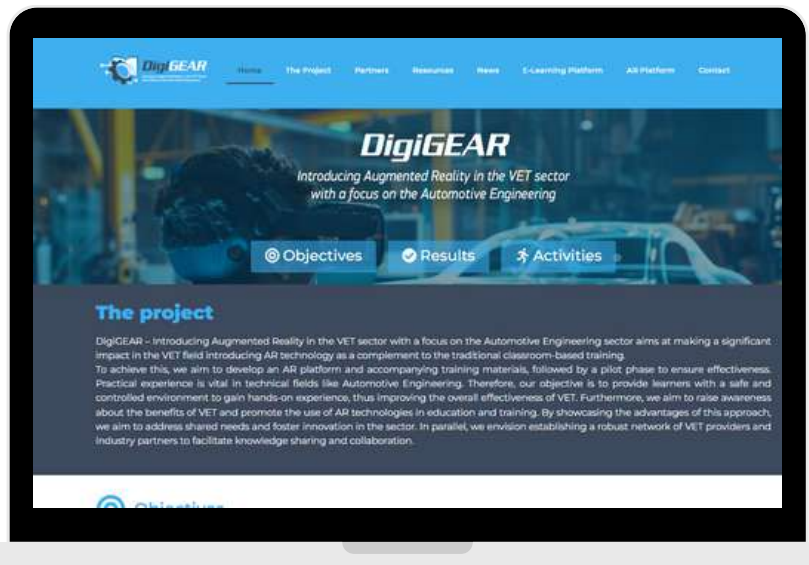 DigiGEAR
Home
The Project
Partners
Resources
News
E-Learning Platform
AR Platform
Contact
DigiGEAR
Introducing Augmented Reality in the VET sector
with a focus on the Automotive Engineering
Objectives
Results
Activities
The project
DigiGEAR – Introducing Augmented Reality in the VET sector with a focus on the Automotive Engineering sector aims at making a significant
impact in the VET field introducing AR technology as a complement to the traditional classroom-based training.
To achieve this, we aim to develop an AR platform and accompanying training materials, followed by a pilot phase to ensure effectiveness.
Practical experience is vital in technical fields like Automotive Engineering. Therefore, our objective is to provide learners with a safe and
controlled environment to gain hands-on experience, thus improving the overall effectiveness of VET. Furthermore, we aim to raise awareness
about the benefits of VET and promote the use of AR technologies in education and training. By showcasing the advantages of this approach,
we aim to address shared needs and foster innovation in the sector. In parallel, we envision establishing a robust network of VET providers and
industry partners to facilitate knowledge sharing and collaboration.
Objectives